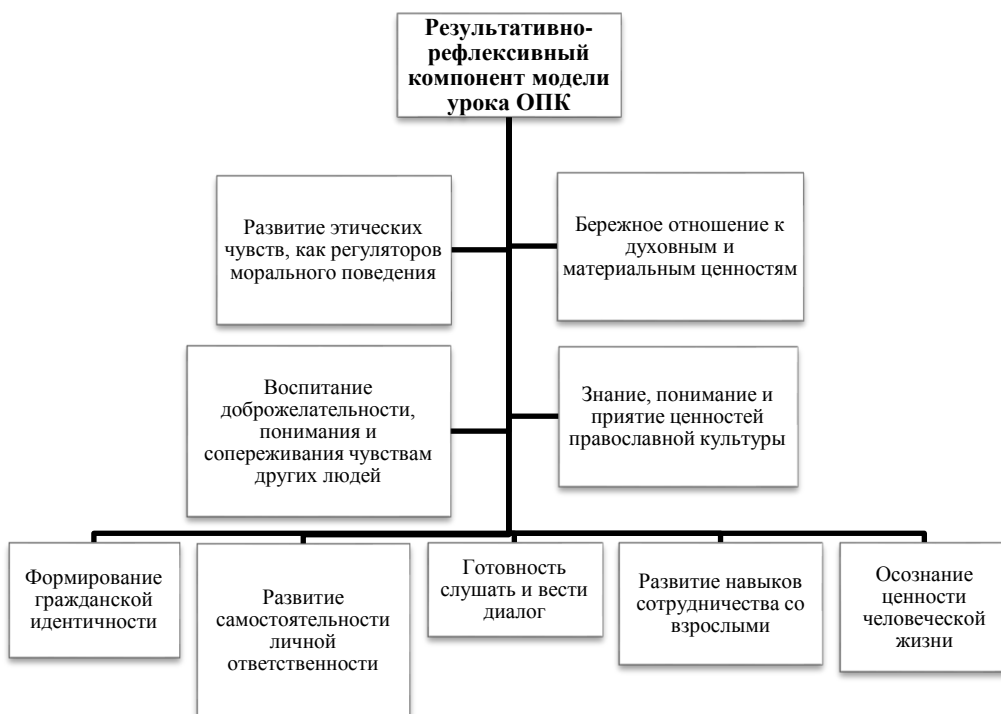 Результативно-
рефлексивный
компонент модели
урока ОПК
Развитие этических
чувств, как регуляторов
морального поведения
Бережное отношение к
духовным и
материальным ценностям
Воспитание
доброжелательности,
понимания и
сопереживания чувствам
других людей
Знание, понимание и
приятие ценностей
православной культуры
Формирование
гражданской
идентичности
Развитие
самостоятельности
личной
ответственности
Готовность
слушать и вести
диалог
Развитие навыков
сотрудничества со
взрослыми
Осознание
ценности
человеческой
жизни